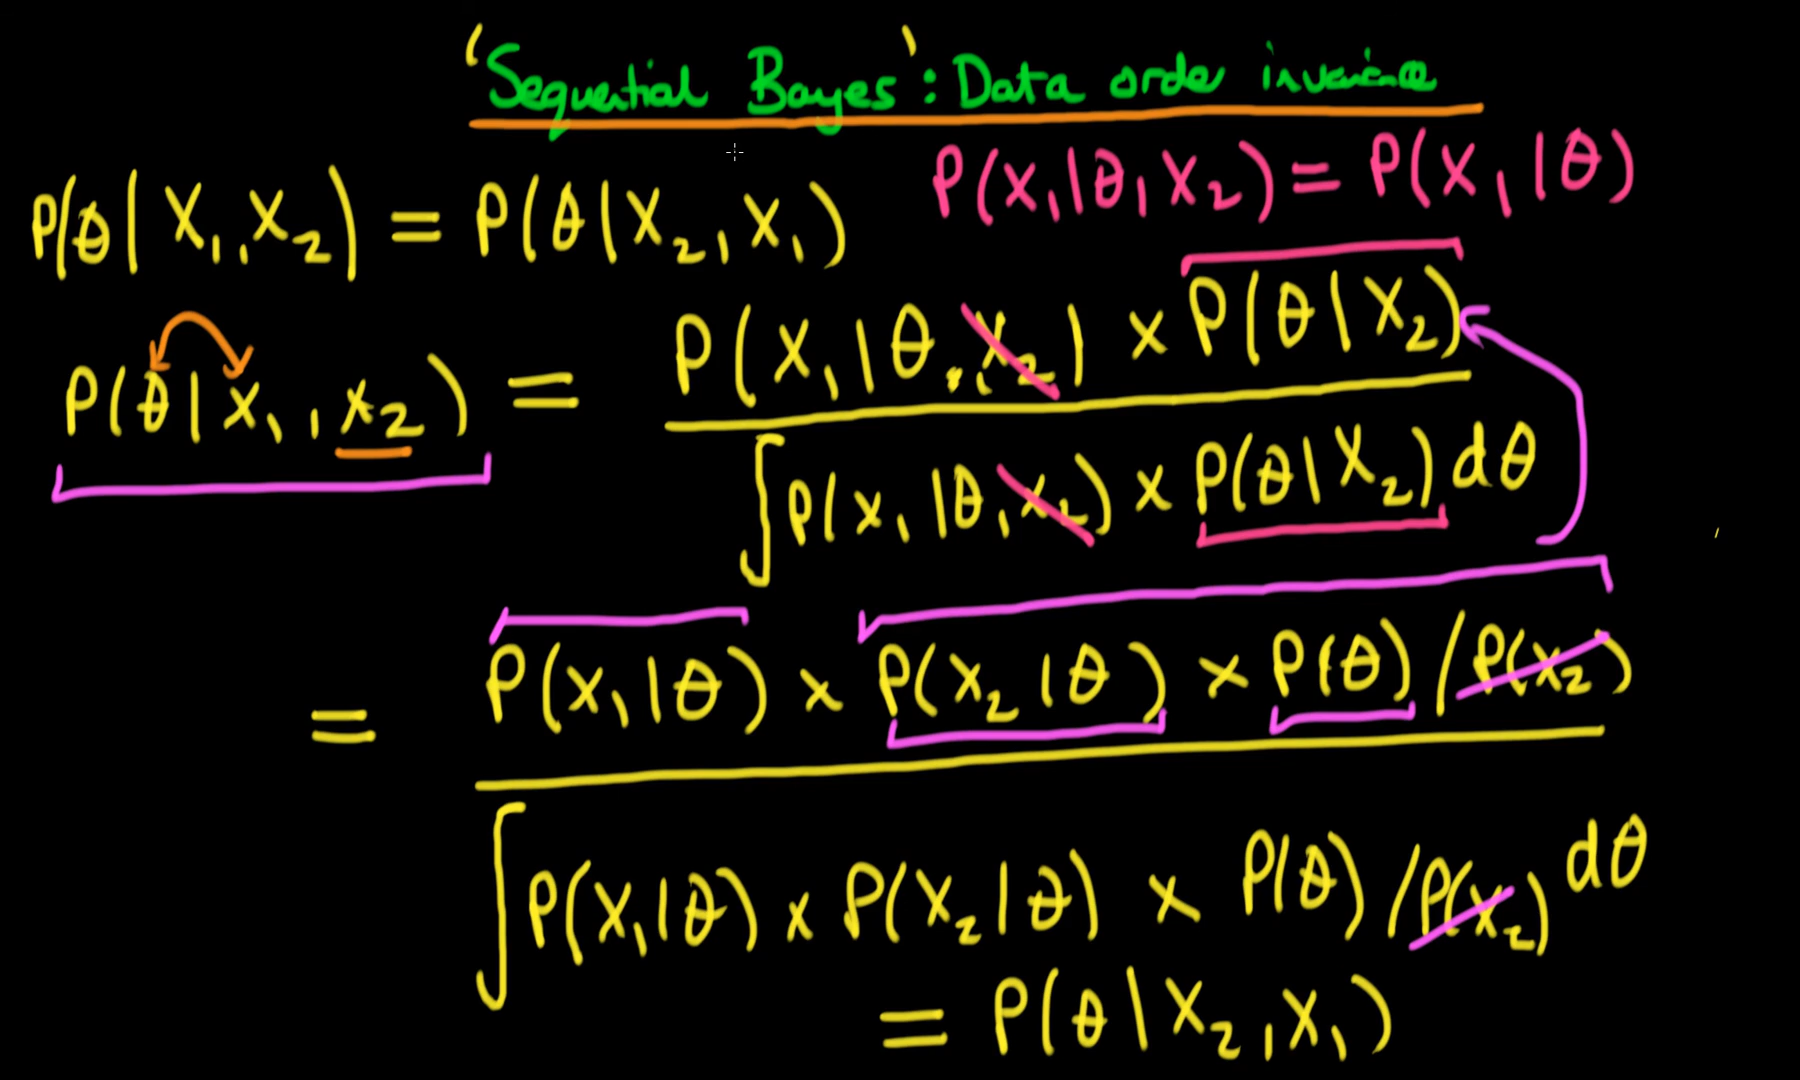 'Sequential Bayes': Data order invariance
P(x₁|θ,x₂) = P(x₁|θ)
P(θ|x₁,x₂) = P(θ|x₂,x₁)
P(θ|x₁,x₂) = P(x₁|θ,x₂) × P(θ|x₂)
∫P(x₁|θ,x₂) × P(θ|x₂) dθ
= P(x₁|θ) × P(x₂|θ) × P(θ) / P(x₂)
∫P(x₁|θ) × P(x₂|θ) × P(θ) / P(x₂) dθ
= P(θ|x₂,x₁)